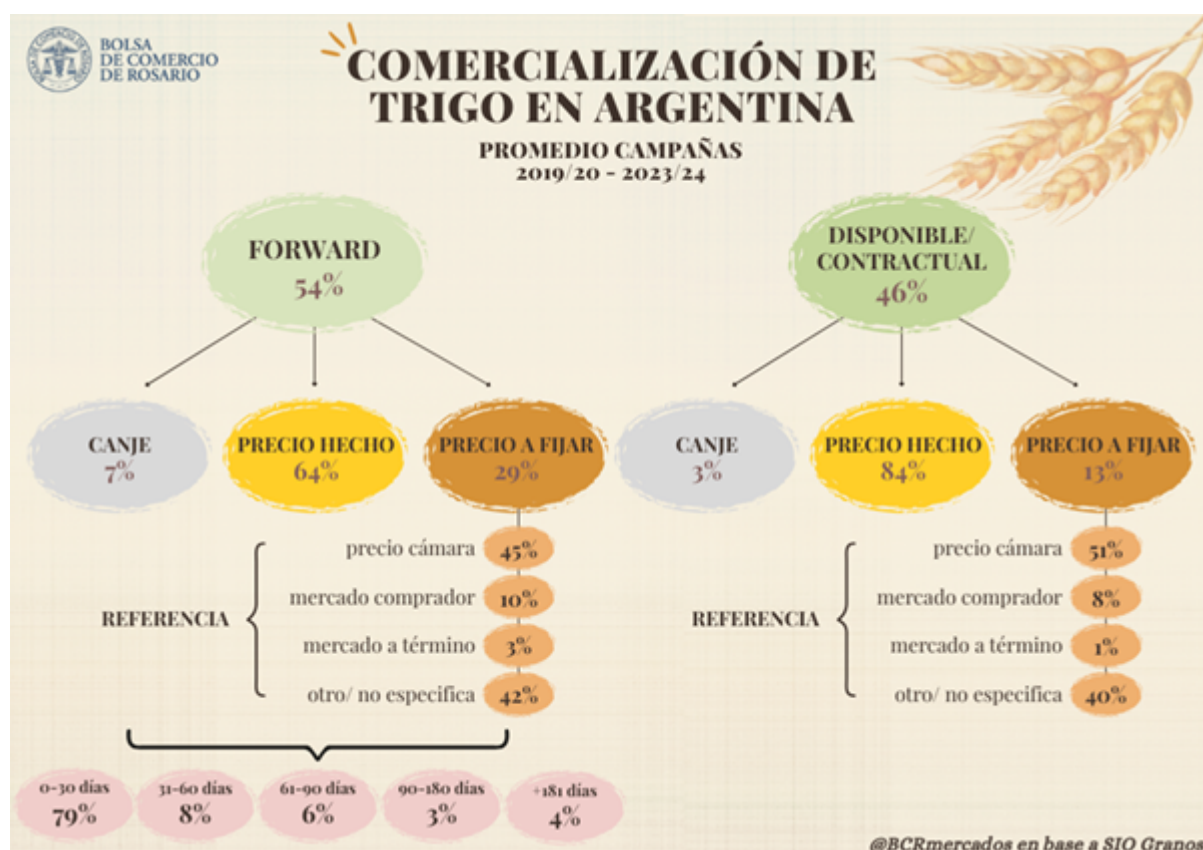 BOLSA
DE COMERCIO
DE ROSARIO
COMERCIALIZACIÓN DE
TRIGO EN ARGENTINA
PROMEDIO CAMPAÑAS
2019/20 - 2023/24
FORWARD
54%
DISPONIBLE/
CONTRACTUAL
46%
CANJE
7%
PRECIO HECHO
64%
PRECIO A FIJAR
29%
CANJE
3%
PRECIO HECHO
84%
PRECIO A FIJAR
13%
REFERENCIA
precio cámara 45%
mercado comprador 10%
mercado a término 3%
otro/ no especifica 42%
REFERENCIA
precio cámara 51%
mercado comprador 8%
mercado a término 1%
otro/ no especifica 40%
0-30 días
79%
31-60 días
8%
61-90 días
6%
90-180 días
3%
+181 días
4%
@BCRmercados en base a SIO Granos